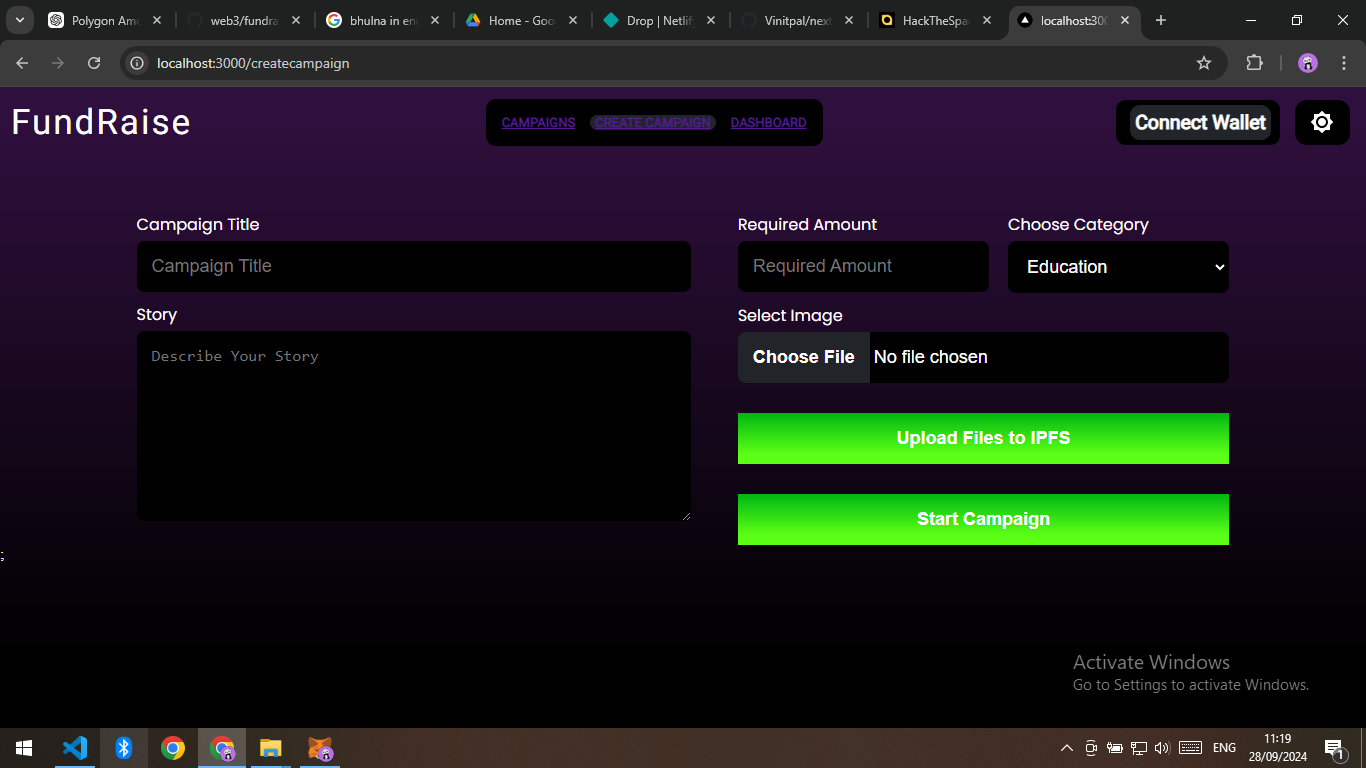 Polygon Amo
web3/fundra
bhulna in en
Home - Goo
Drop | Netlif
Vinitpal/next
HackTheSpa
localhost:300
localhost:3000/createcampaign
FundRaise
CAMPAIGNS
CREATE CAMPAIGN
DASHBOARD
Connect Wallet
Campaign Title
Required Amount
Choose Category
Campaign Title
Required Amount
Education
Story
Select Image
Describe Your Story
Choose File
No file chosen
Upload Files to IPFS
Start Campaign
;
Activate Windows
Go to Settings to activate Windows.
ENG
11:19
28/09/2024
1